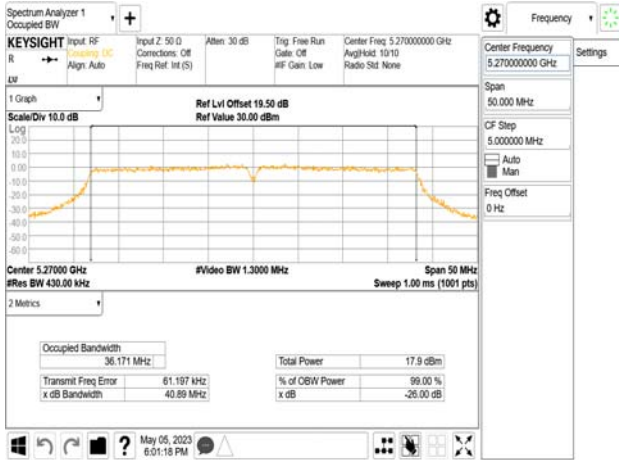 Spectrum Analyzer 1
Occupied BW
Frequency
KEYSIGHT
R
Input: RF
Coupling: DC
Align: Auto
Input Z: 50 Ω
Corrections: Off
Freq Ref: Int (S)
Atten: 30 dB
Trig: Free Run
Gate: Off
#IF Gain: Low
Center Freq: 5.270000000 GHz
Avg|Hold: 10/10
Radio Std: None
Center Frequency
5.270000000 GHz
Settings
Span
50.000 MHz
CF Step
5.000000 MHz
Auto
Man
Freq Offset
0 Hz
1 Graph
Scale/Div 10.0 dB
Ref Lvl Offset 19.50 dB
Ref Value 30.00 dBm
Log
20.0
10.0
0.00
-10.0
-20.0
-30.0
-40.0
-50.0
-60.0
Center 5.27000 GHz
#Res BW 430.00 kHz
#Video BW 1.3000 MHz
Span 50 MHz
Sweep 1.00 ms (1001 pts)
2 Metrics
Occupied Bandwidth
36.171 MHz
Total Power 17.9 dBm
Transmit Freq Error 61.197 kHz
% of OBW Power 99.00 %
x dB Bandwidth 40.89 MHz
x dB -26.00 dB
?
May 05, 2023
6:01:18 PM